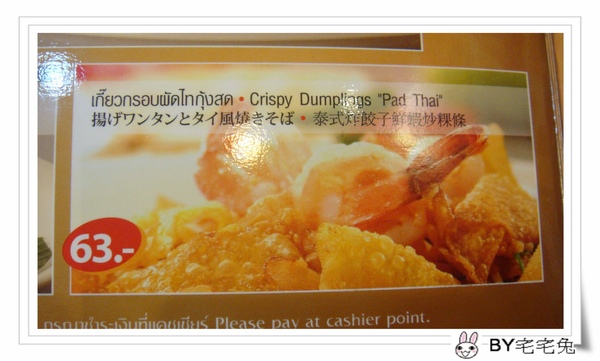 เกี๊ยวกรอบผัดไทกุ้งสด • Crispy Dumplings "Pad Thai"
揚げワンタンとタイ風焼きそば • 泰式炸餃子鮮蝦炒粿條
63.-
กรุณาชำระเงินที่แคชเชียร์ Please pay at cashier point.
BY宅宅兔